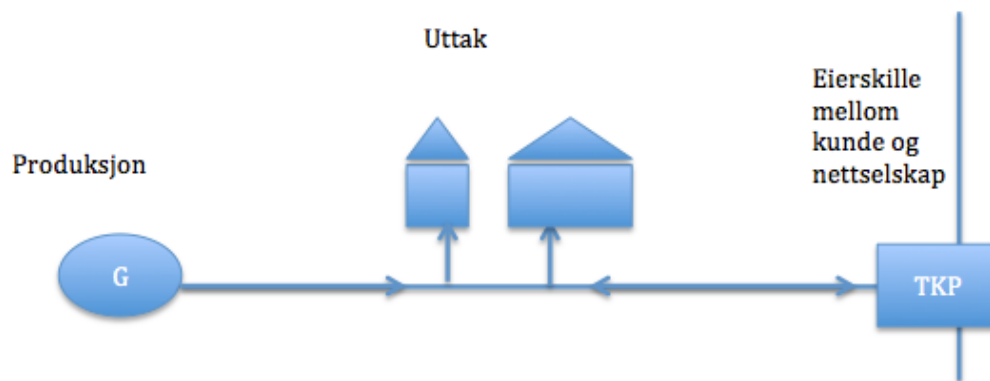 Uttak
Eierskille
mellom
kunde og
nettselskap
Produksjon
G
TKP